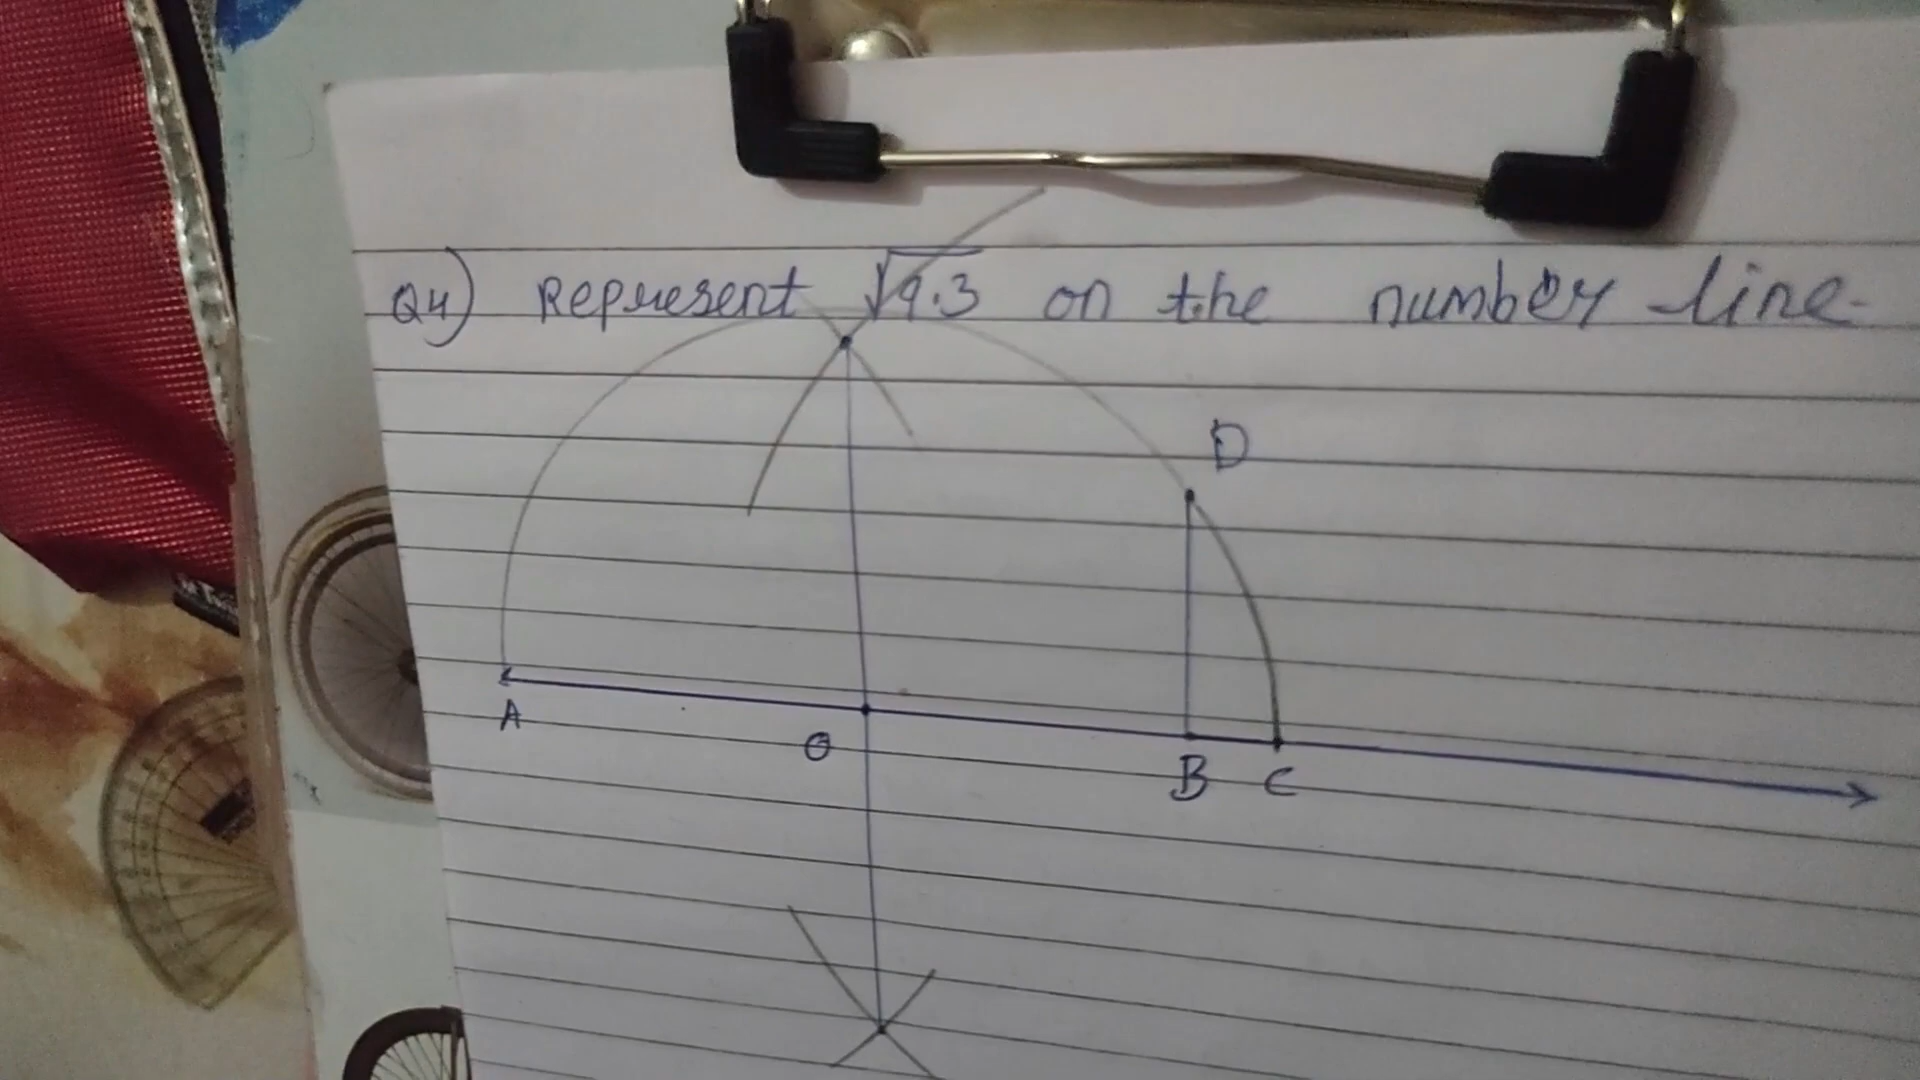 Q4) Represent √9.3 on the number line.
D
A
O
B C